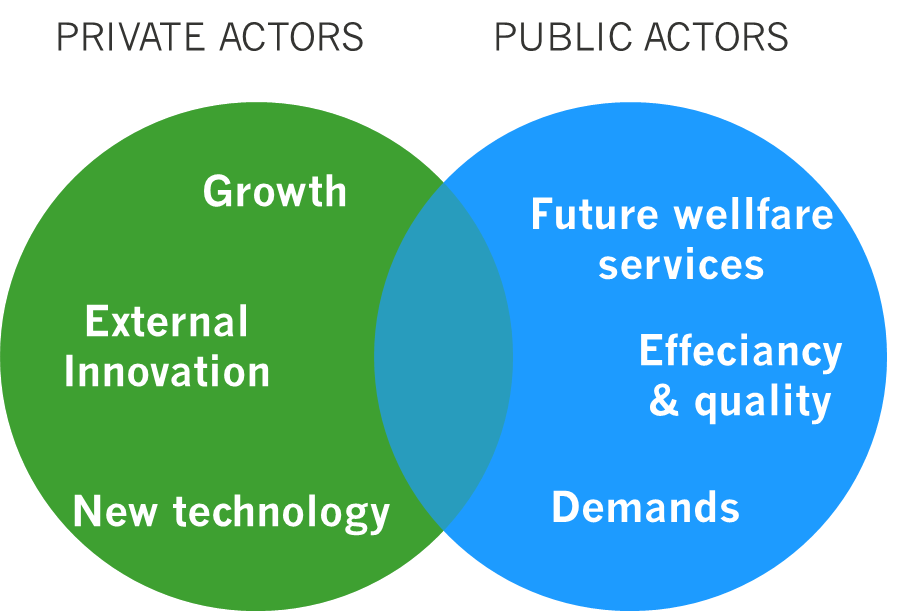 PRIVATE ACTORS
PUBLIC ACTORS
Growth
External
Innovation
New technology
Future wellfare
services
Effeciancy
& quality
Demands